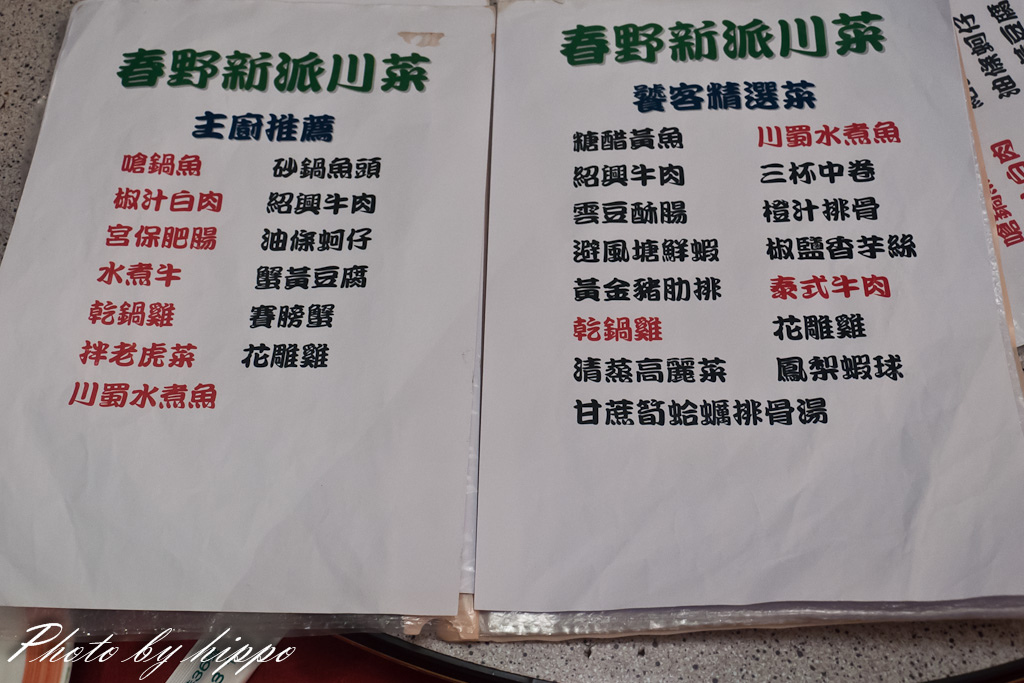 春野新派川菜
主廚推薦
嗆鍋魚 砂鍋魚頭
椒汁白肉 紹興牛肉
宮保肥腸 油條蚵仔
水煮牛 蟹黃豆腐
乾鍋雞 賽膀蟹
拌老虎菜 花雕雞
川蜀水煮魚
春野新派川菜
饕客精選菜
糖醋黃魚 川蜀水煮魚
紹興牛肉 三杯中卷
雲豆酥腸 橙汁排骨
避風塘鮮蝦 椒鹽香芋絲
黃金豬肋排 泰式牛肉
乾鍋雞 花雕雞
清蒸高麗菜 鳳梨蝦球
甘蔗筍蛤蠣排骨湯
油條蚵仔
Photo by hippo